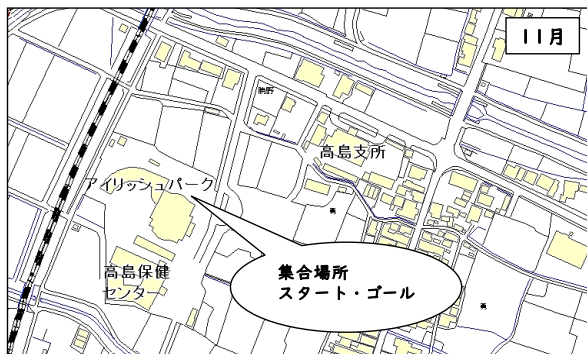 11月
高島支所
アイリッシュパーク
高島保健
センター
集合場所
スタート・ゴール